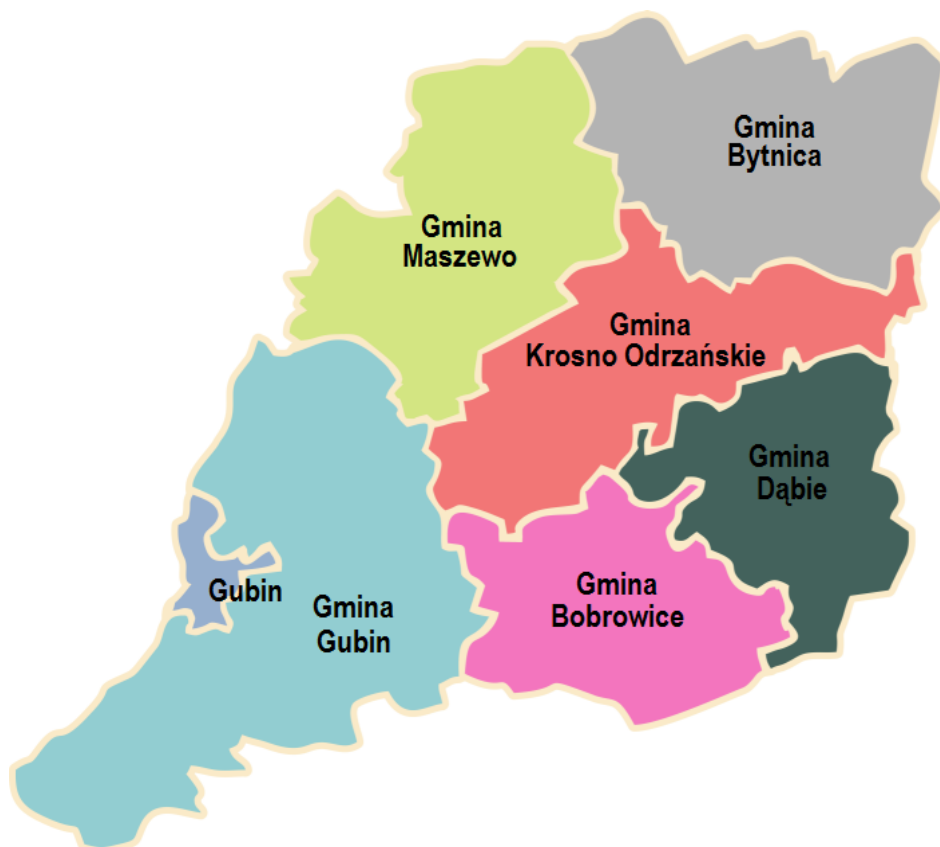 Gmina
Bytnica
Gmina
Maszewo
Gmina
Krosno Odrzańskie
Gmina
Dąbie
Gubin
Gmina
Gubin
Gmina
Bobrowice